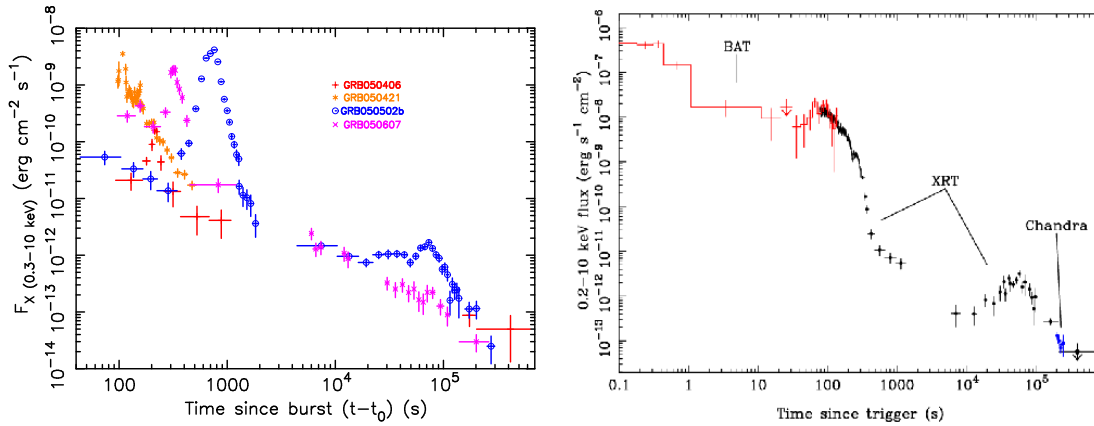 F_X (0.3−10 keV) (erg cm⁻² s⁻¹)
10⁻⁸
10⁻⁹
10⁻¹⁰
10⁻¹¹
10⁻¹²
10⁻¹³
10⁻¹⁴
GRB050406
GRB050421
GRB050502b
GRB050607
100 1000 10⁴ 10⁵
Time since burst (t−t₀) (s)
0.2−10 keV flux (erg s⁻¹ cm⁻²)
10⁻⁶
10⁻⁷
10⁻⁸
10⁻⁹
10⁻¹⁰
10⁻¹¹
10⁻¹²
10⁻¹³
BAT
XRT
Chandra
0.1 1 10 100 1000 10⁴ 10⁵
Time since trigger (s)